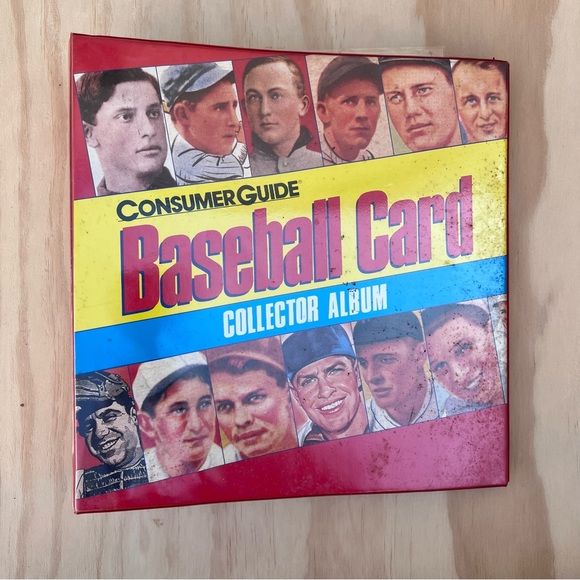 CONSUMER GUIDE®
Baseball Card
COLLECTOR ALBUM